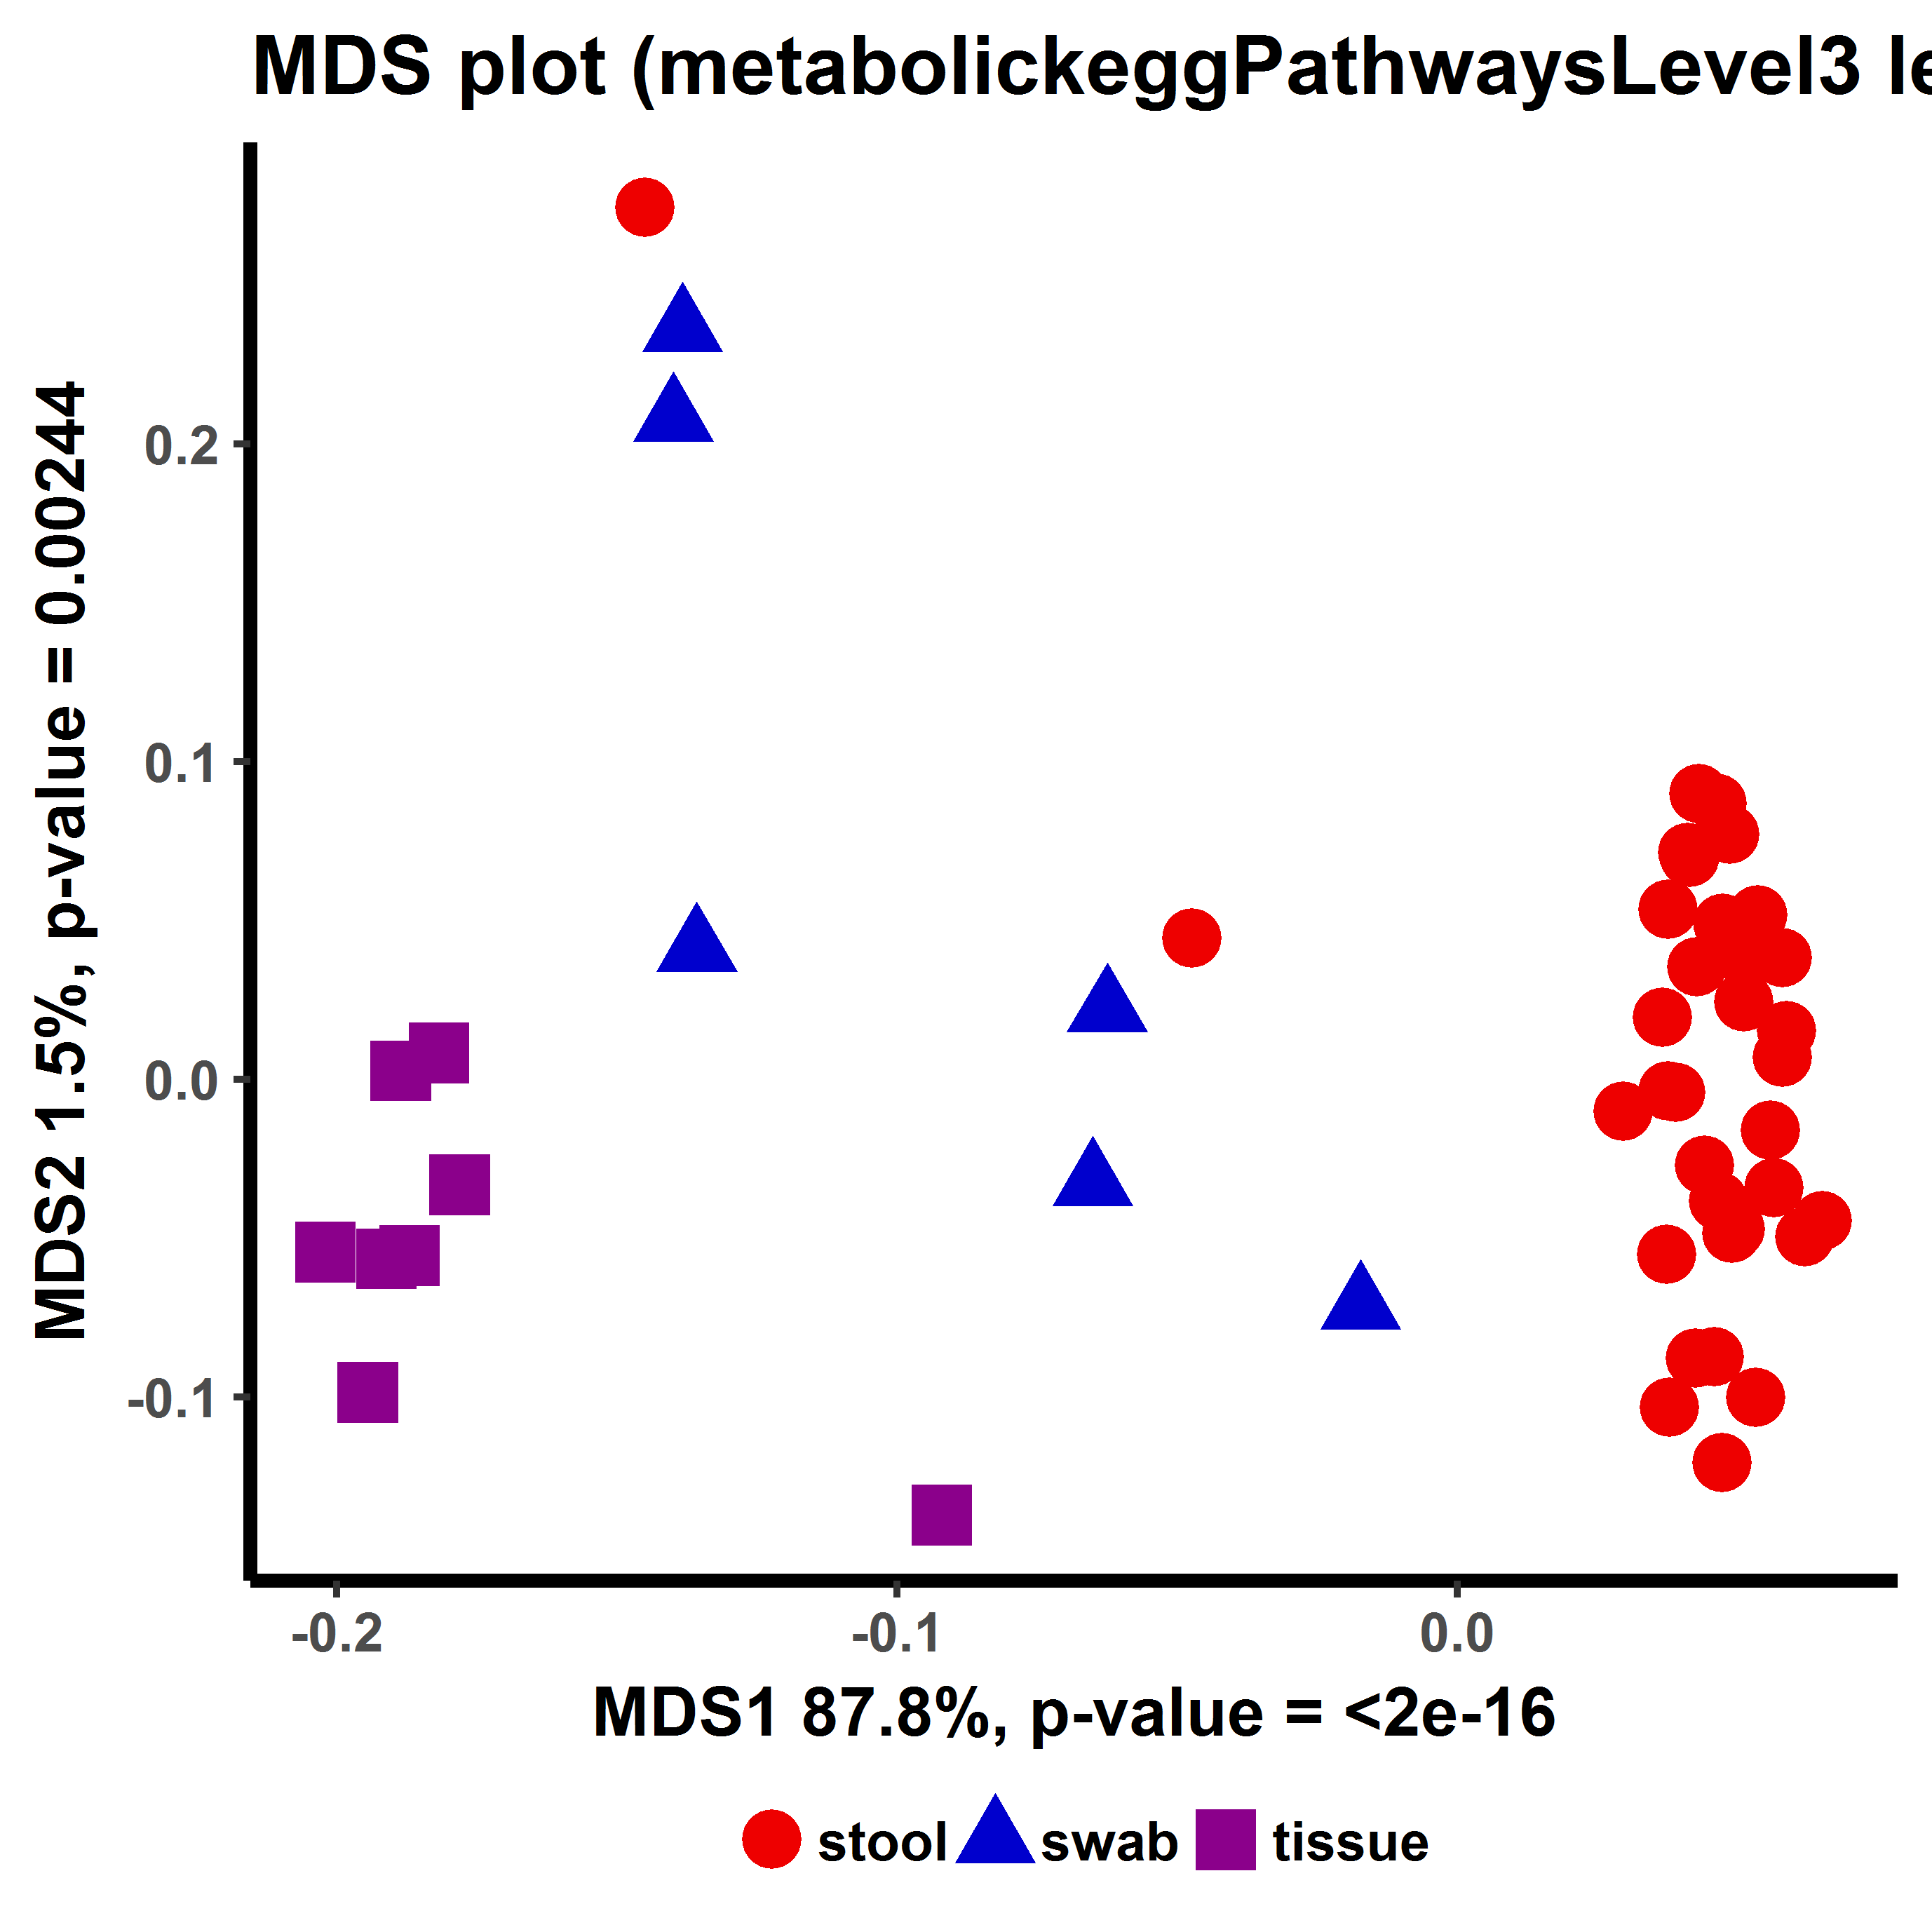 MDS plot (metabolickeggPathwaysLevel3 le
MDS2 1.5%, p-value = 0.00244
0.2
0.1
0.0
-0.1
-0.2 -0.1 0.0
MDS1 87.8%, p-value = <2e-16
stool swab tissue